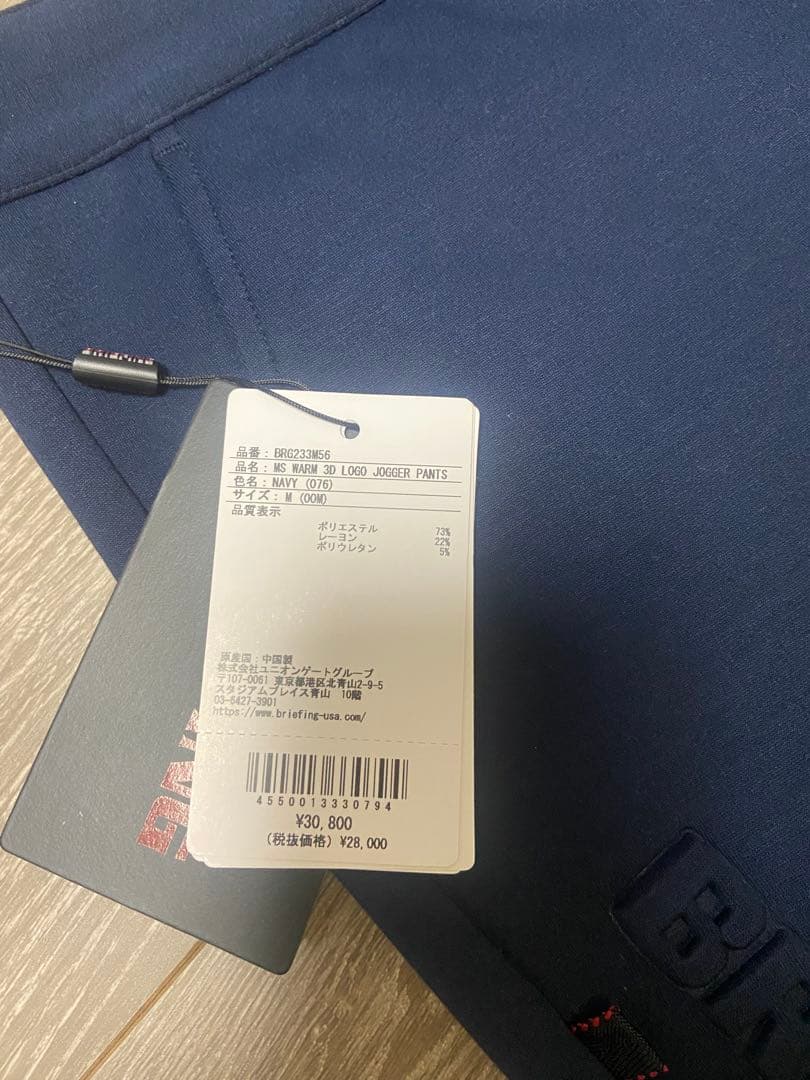 品番：BRG233M56
品名：MS WARM 3D LOGO JOGGER PANTS
色名：NAVY (076)
サイズ：M (00M)
品質表示
ポリエステル 73%
レーヨン 22%
ポリウレタン 5%
原産国：中国製
株式会社ユニオンゲートグループ
〒107-0061 東京都港区北青山2-9-5
スタジアムプレイス青山 10階
03-6427-3901
https://www.briefing-usa.com/
4550013330794
¥30,800
(税抜価格) ¥28,000
BR
ING